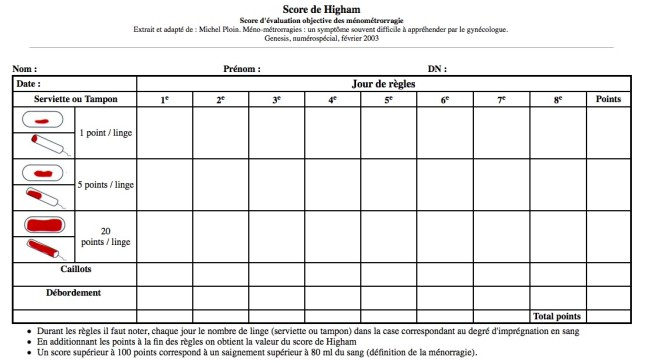 Score de Higham
Score d'évaluation objective des ménométrorragie
Extrait et adapté de : Michel Ploin. Méno-métrorragies : un symptôme souvent difficile à appréhender par le gynécologue.
Genesis, numérospécial, février 2003
Nom : Prénom : DN :
Date : Jour de règles
Serviette ou Tampon 1e 2e 3e 4e 5e 6e 7e 8e Points
1 point / linge
5 points / linge
20
points / linge
Caillots
Débordement
Total points
• Durant les règles il faut noter, chaque jour le nombre de linge (serviette ou tampon) dans la case correspondant au degré d'imprégnation en sang
• En additionnant les points à la fin des règles on obtient la valeur du score de Higham
• Un score supérieur à 100 points correspond à un saignement supérieur à 80 ml du sang (définition de la ménorragie).